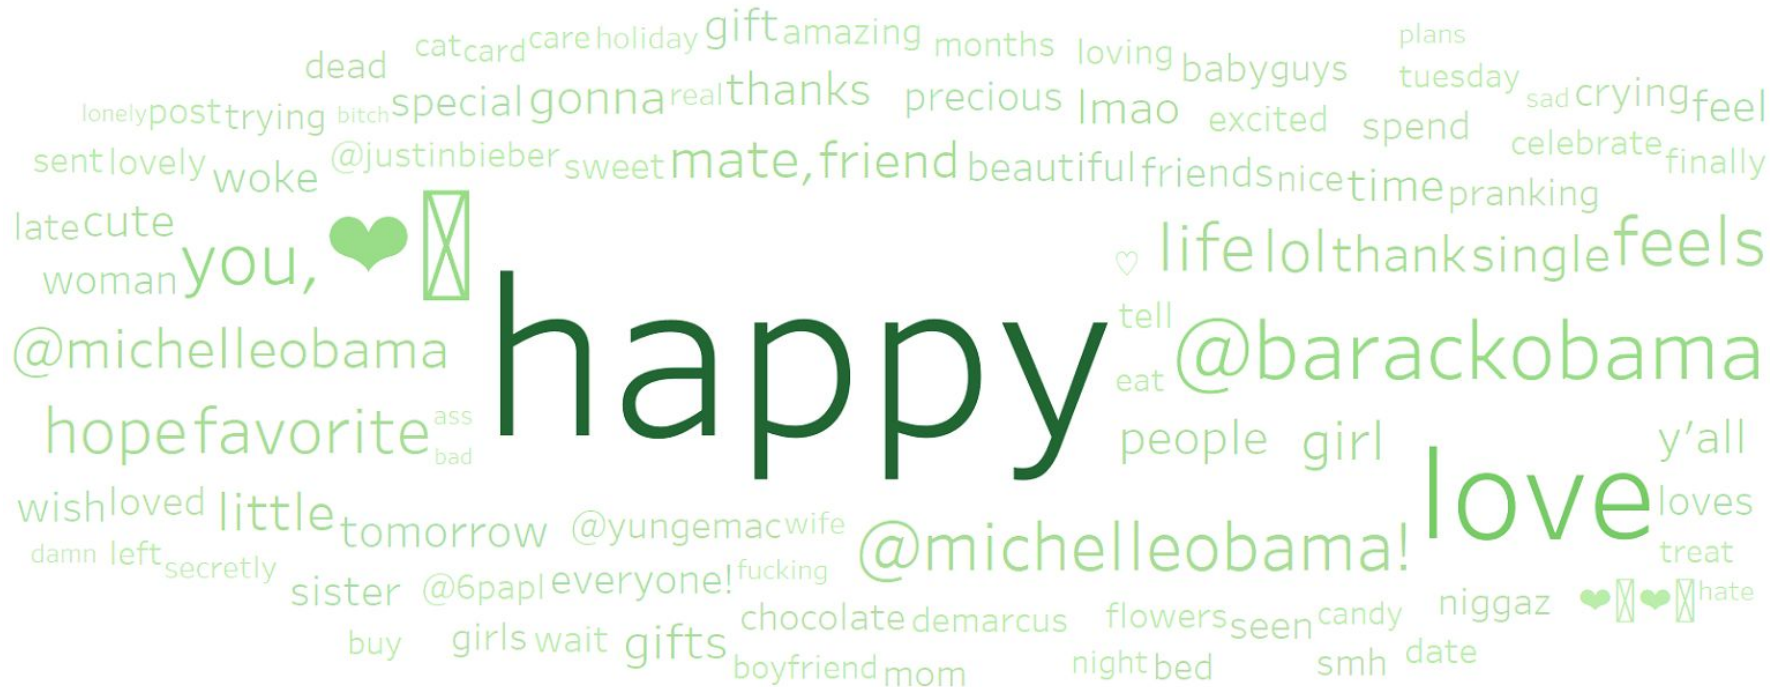 cat card care holiday gift amazing months loving plans
dead baby guys tuesday
lonely post trying bitch special gonna real thanks precious lmao excited spend sad crying feel
sent lovely woke @justinbieber sweet mate, friend beautiful friends nice time pranking celebrate finally
late cute you, ❤ ♡ life lol thank single feels
woman
happy
@michelleobama tell @barackobama
eat
hope favorite ass people girl y’all
bad
wish loved little tomorrow @yungemac wife @michelleobama! love loves
damn left secretly treat
sister @6papl everyone! fucking niggaz ❤ ❤ hate
chocolate demarcus flowers seen candy
buy girls wait gifts date
boyfriend mom night bed smh